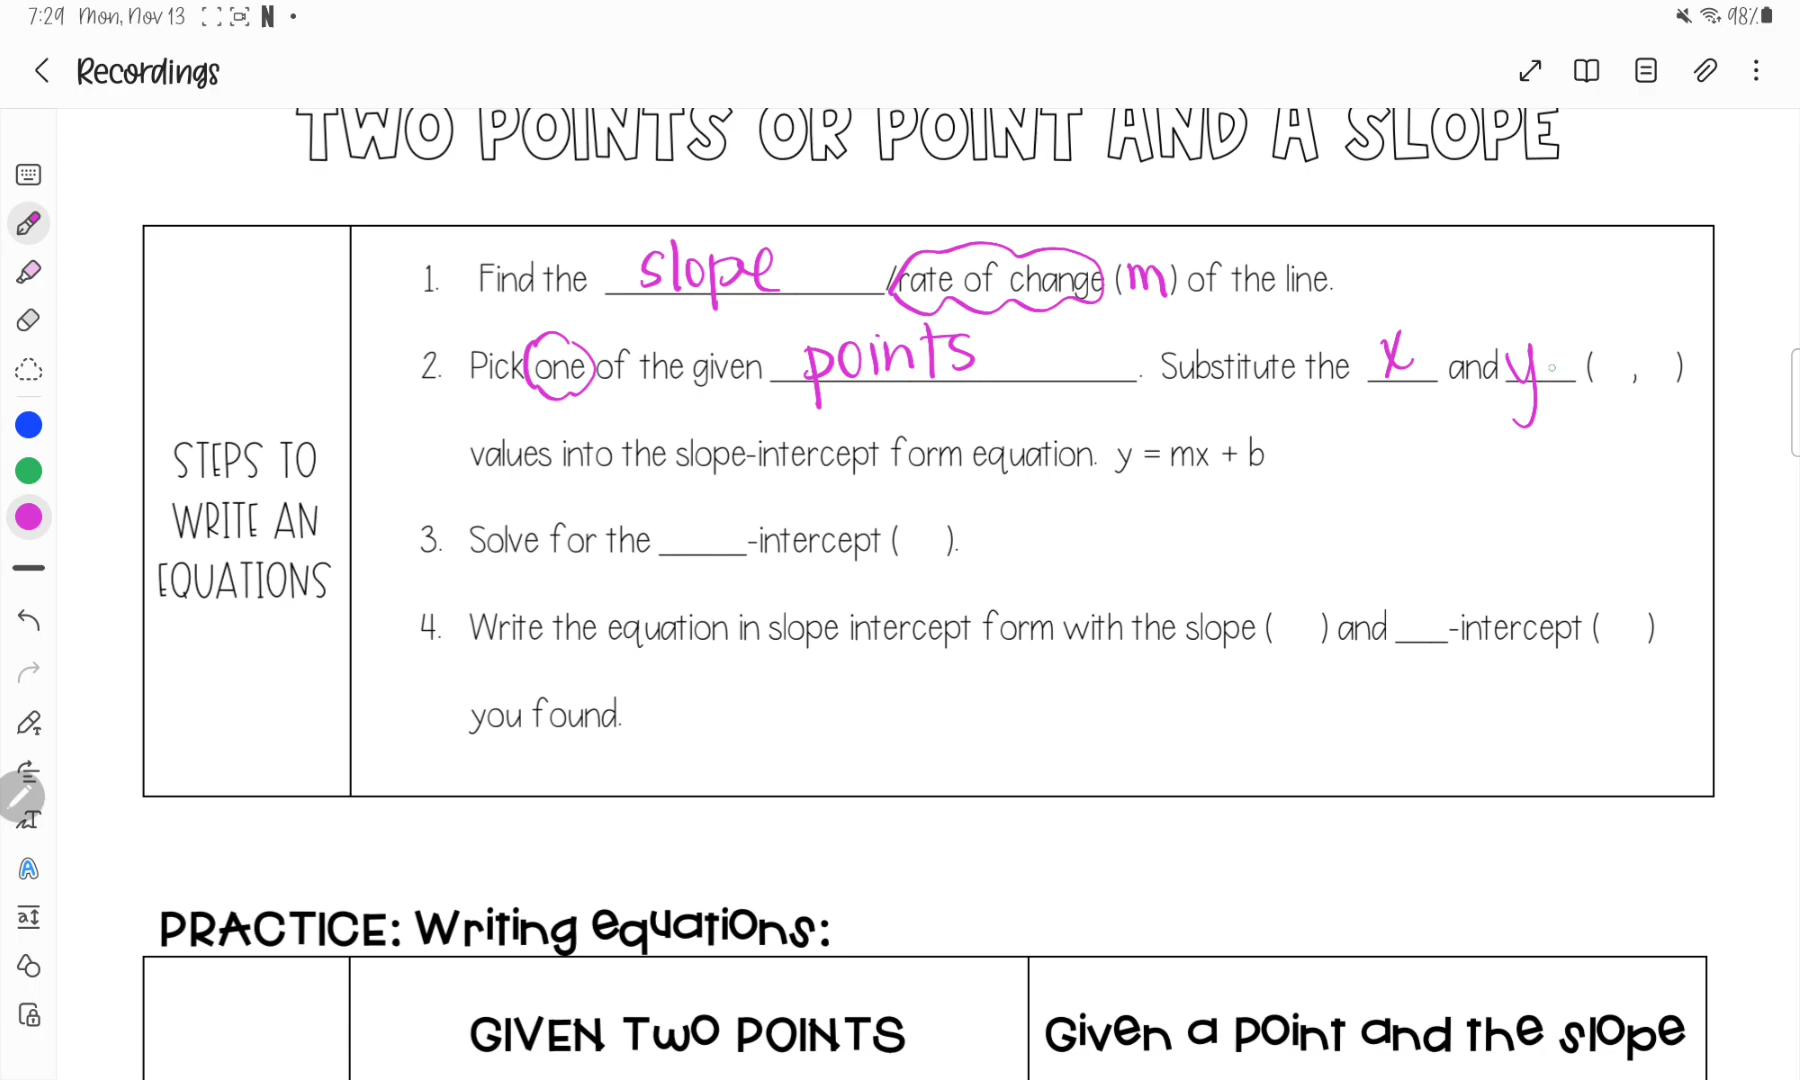 7:29 Mon, Nov 13 N •
98%
Recordings
TWO POINTS OR POINT AND A SLOPE
STEPS TO
WRITE AN
EQUATIONS
1. Find the slope /rate of change (m) of the line.
2. Pick one of the given points. Substitute the x and y ( , )
values into the slope-intercept form equation. y = mx + b
3. Solve for the _____-intercept ( ).
4. Write the equation in slope intercept form with the slope ( ) and ___-intercept ( )
you found.
PRACTICE: Writing equations:
GIVEN TWO POINTS
Given a point and the slope